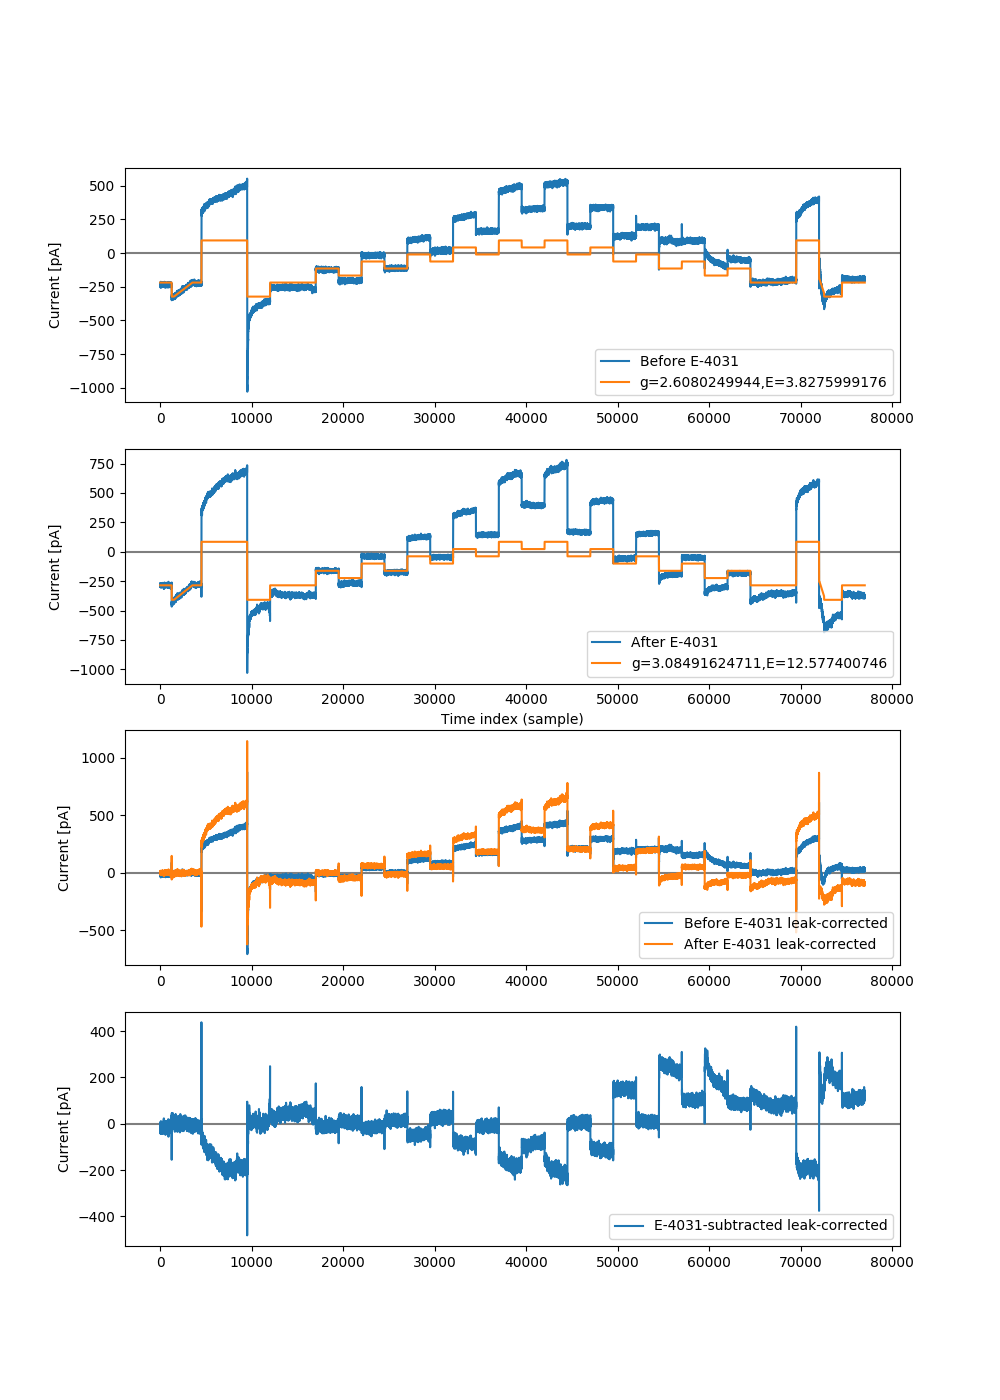 500
250
0
−250
−500
−750
−1000
Current [pA]
Before E-4031
g=2.6080249944,E=3.8275999176
0 10000 20000 30000 40000 50000 60000 70000 80000
750
500
250
0
−250
−500
−750
−1000
Current [pA]
After E-4031
g=3.08491624711,E=12.577400746
0 10000 20000 30000 40000 50000 60000 70000 80000
Time index (sample)
1000
500
0
−500
Current [pA]
Before E-4031 leak-corrected
After E-4031 leak-corrected
0 10000 20000 30000 40000 50000 60000 70000 80000
400
200
0
−200
−400
Current [pA]
E-4031-subtracted leak-corrected
0 10000 20000 30000 40000 50000 60000 70000 80000